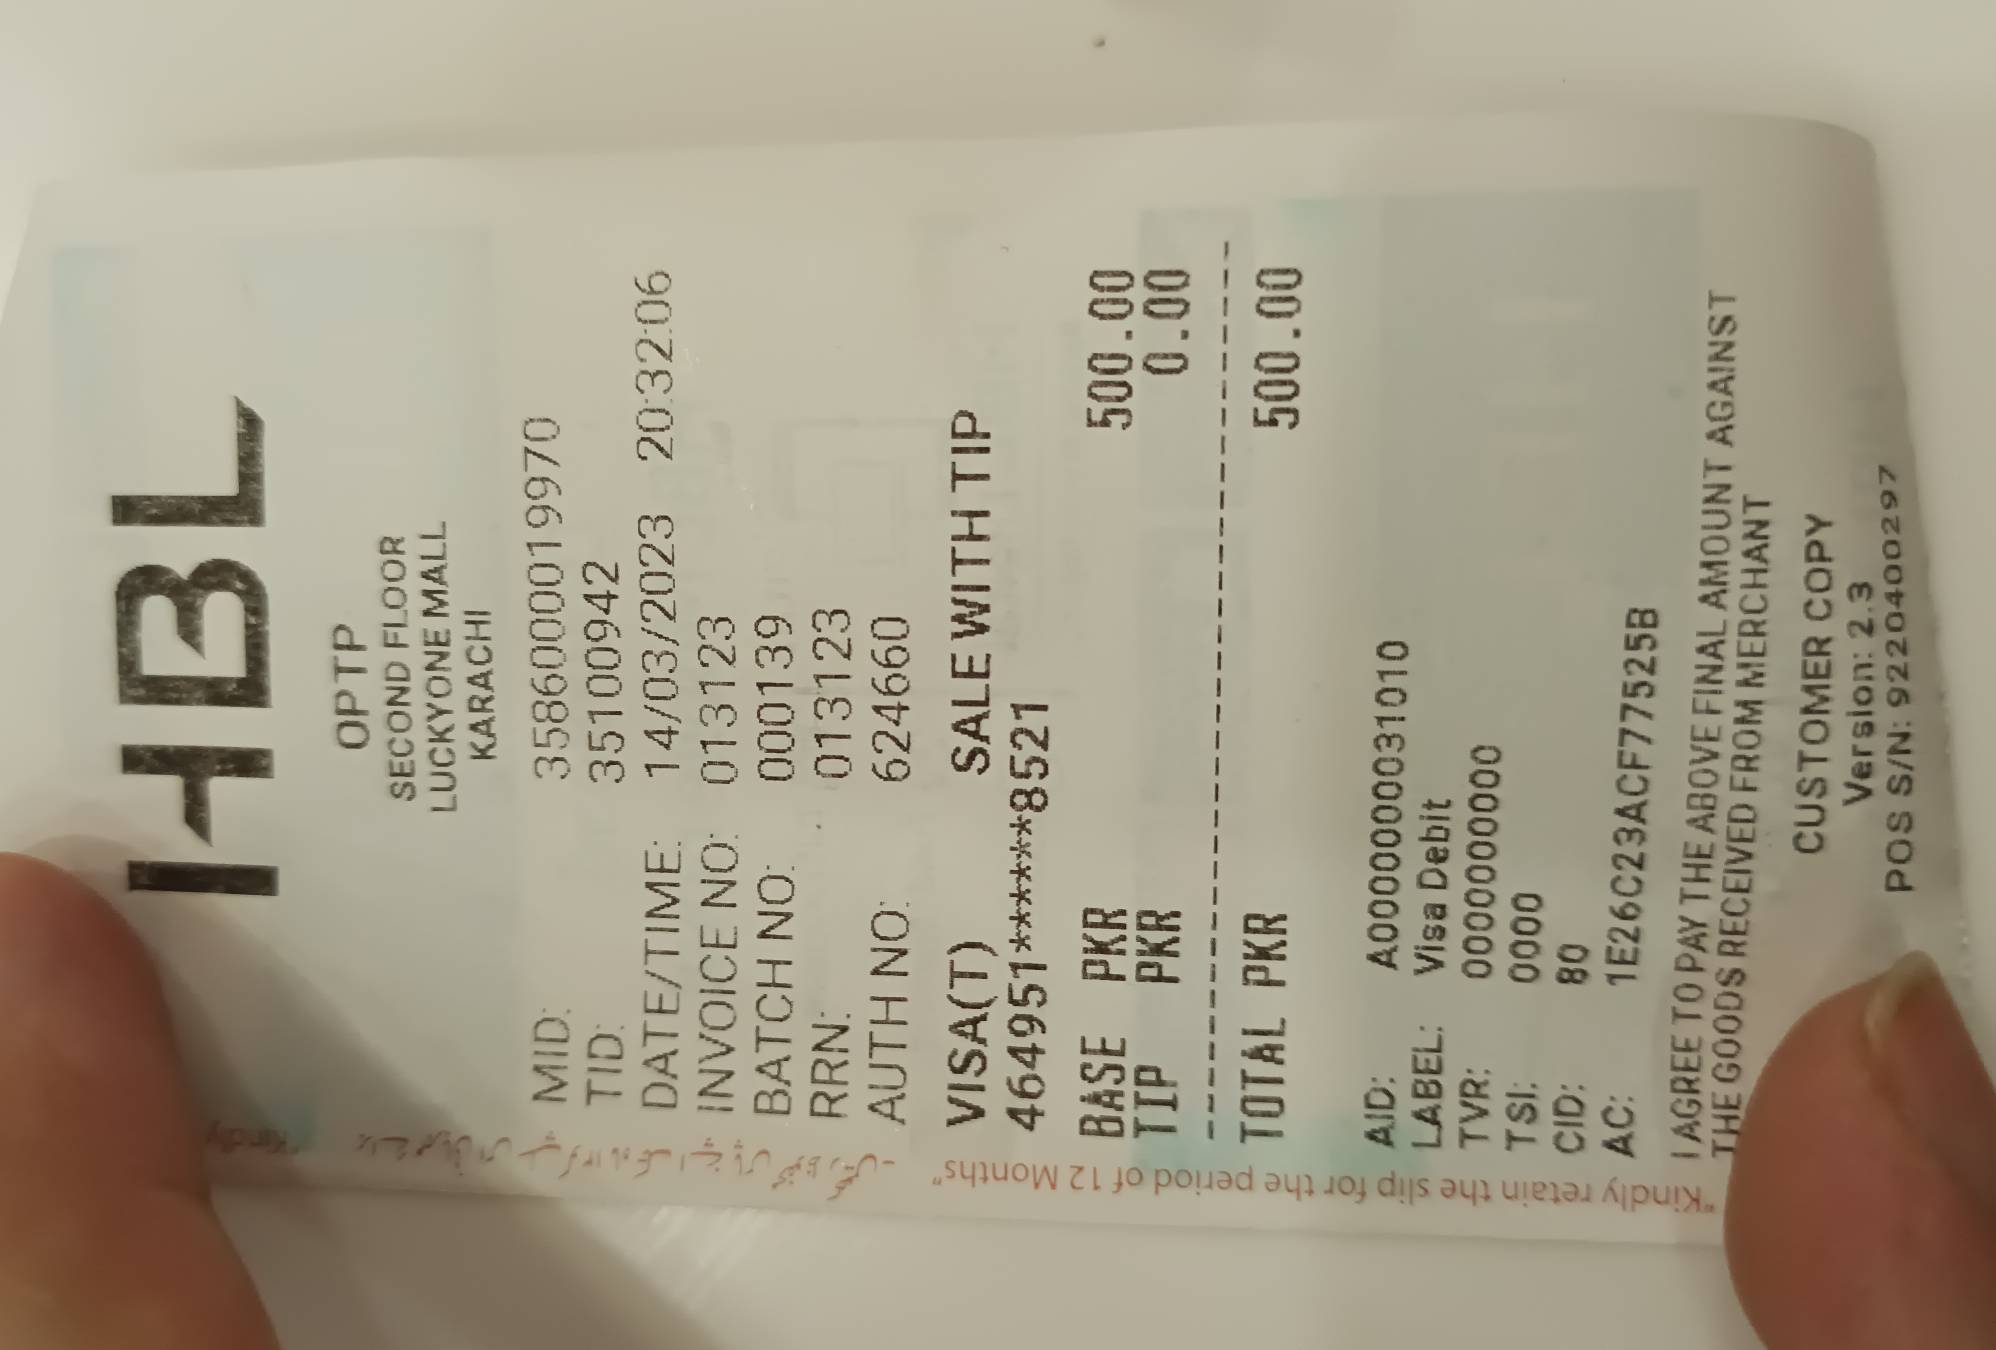 HBL
OPTP
SECOND FLOOR
LUCKYONE MALL
KARACHI
MID: 358600000019970
TID: 35100942
DATE/TIME: 14/03/2023 20:32:06
INVOICE NO: 013123
BATCH NO: 000139
RRN: 013123
AUTH NO: 624660
VISA(T) SALE WITH TIP
464951******8521
BASE PKR 500.00
TIP PKR 0.00
TOTAL PKR 500.00
AID: A0000000031010
LABEL: Visa Debit
TVR: 0000000000
TSI: 0000
CID: 80
AC: 1E26C23ACF77525B
I AGREE TO PAY THE ABOVE FINAL AMOUNT AGAINST
THE GOODS RECEIVED FROM MERCHANT
CUSTOMER COPY
Version: 2.3
POS S/N: 9220400297
"Kindly retain the slip for the period of 12 Months"
"Kindly